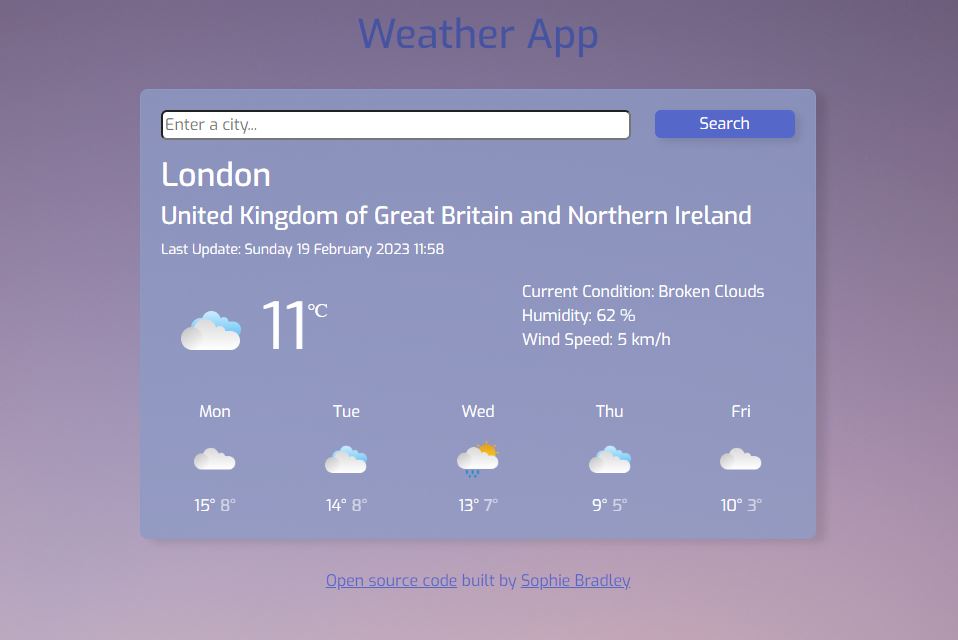 Weather App
Enter a city...
Search
London
United Kingdom of Great Britain and Northern Ireland
Last Update: Sunday 19 February 2023 11:58
11°C
Current Condition: Broken Clouds
Humidity: 62 %
Wind Speed: 5 km/h
Mon Tue Wed Thu Fri
15° 8° 14° 8° 13° 7° 9° 5° 10° 3°
Open source code built by Sophie Bradley